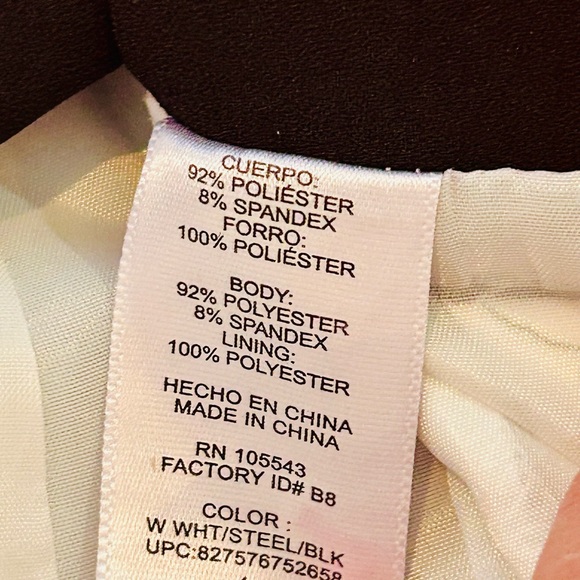 CUERPO:
92% POLIÉSTER
8% SPANDEX
FORRO:
100% POLIÉSTER
BODY:
92% POLYESTER
8% SPANDEX
LINING:
100% POLYESTER
HECHO EN CHINA
MADE IN CHINA
RN 105543
FACTORY ID# B8
COLOR :
W WHT/STEEL/BLK
UPC:827576752658